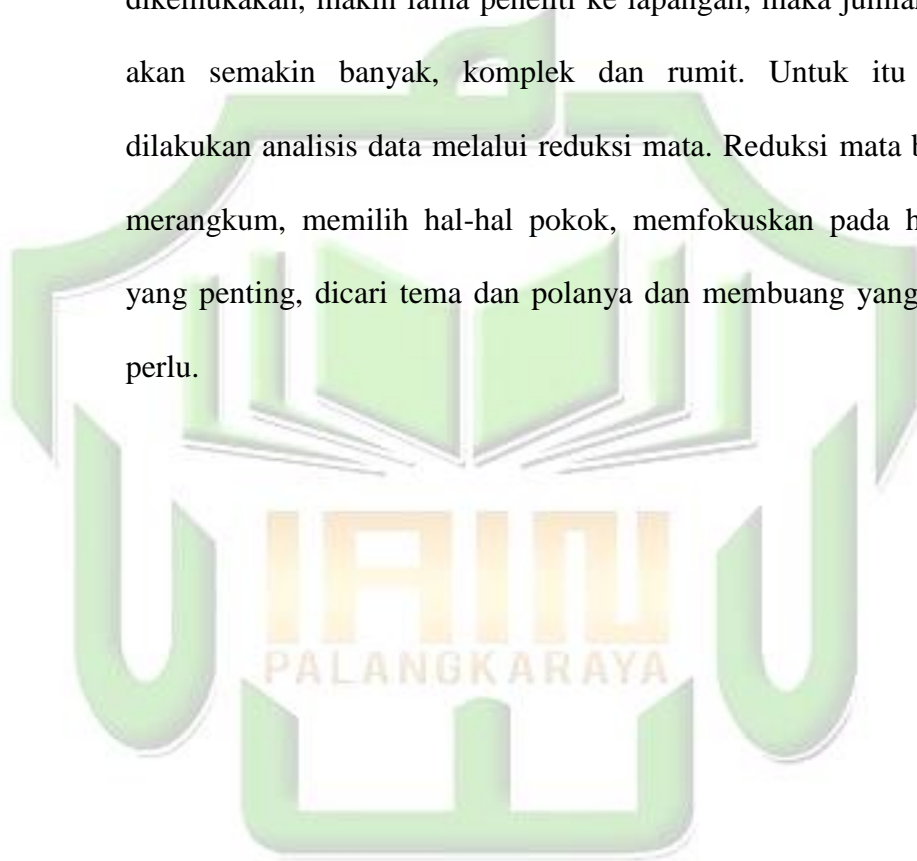 dikemukakan, makin lama peneliti ke lapangan, maka jumlah
akan semakin banyak, komplek dan rumit. Untuk itu
dilakukan analisis data melalui reduksi mata. Reduksi mata
merangkum, memilih hal-hal pokok, memfokuskan pada
yang penting, dicari tema dan polanya dan membuang yang
perlu.
IAIN
PALANGKARAYA